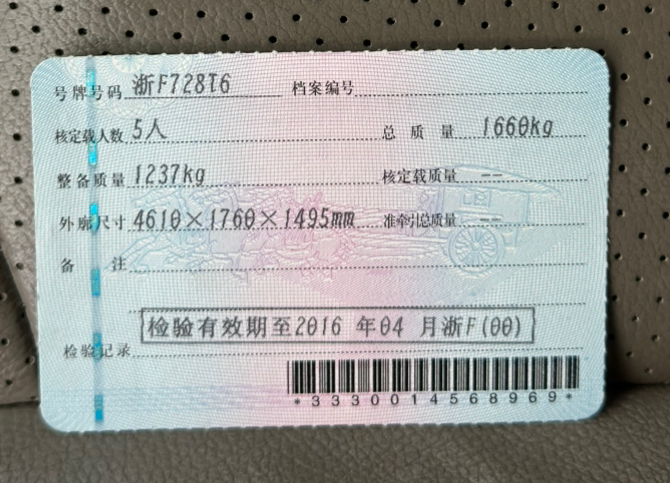 号牌号码 浙F728T6 档案编号
核定载人数 5人 总质量 1660kg
整备质量 1237kg 核定载质量 --
外廓尺寸 4610×1760×1495mm 准牵引总质量 --
备注
检验有效期至2016 年04 月浙F(00)
检验记录
*3330014568969*